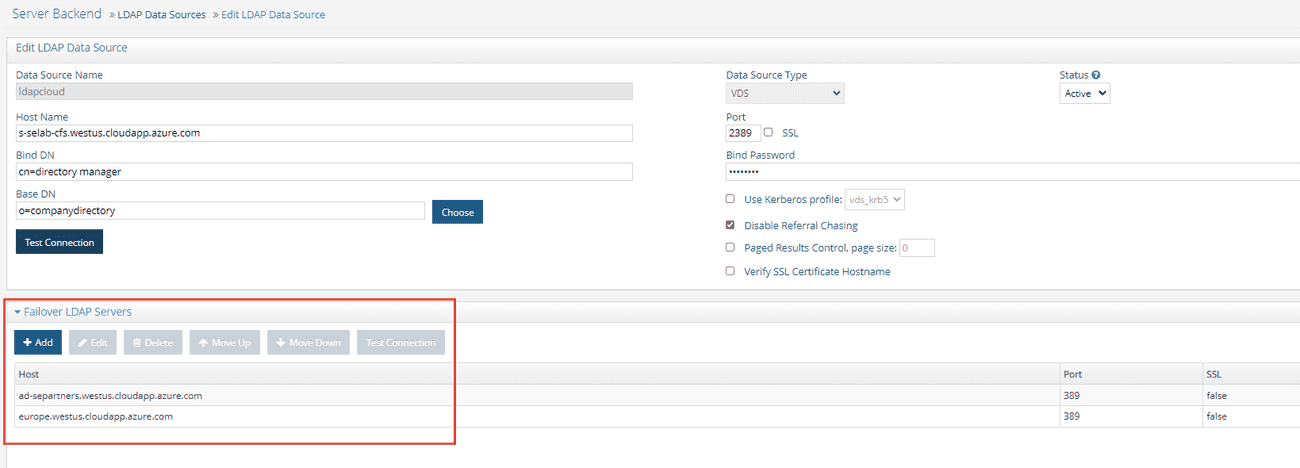 Server Backend » LDAP Data Sources » Edit LDAP Data Source
Edit LDAP Data Source
Data Source Name
ldapcloud
Data Source Type
VDS
Status
Active
Host Name
s-selab-cfs.westus.cloudapp.azure.com
Port
2389 SSL
Bind DN
cn=directory manager
Bind Password
••••••••
Base DN
o=companydirectory Choose
Use Kerberos profile: vds_krb5
Disable Referral Chasing
Test Connection
Paged Results Control, page size: 0
Verify SSL Certificate Hostname
Failover LDAP Servers
Add Edit Delete Move Up Move Down Test Connection
Host Port SSL
ad-separtners.westus.cloudapp.azure.com 389 false
europe.westus.cloudapp.azure.com 389 false